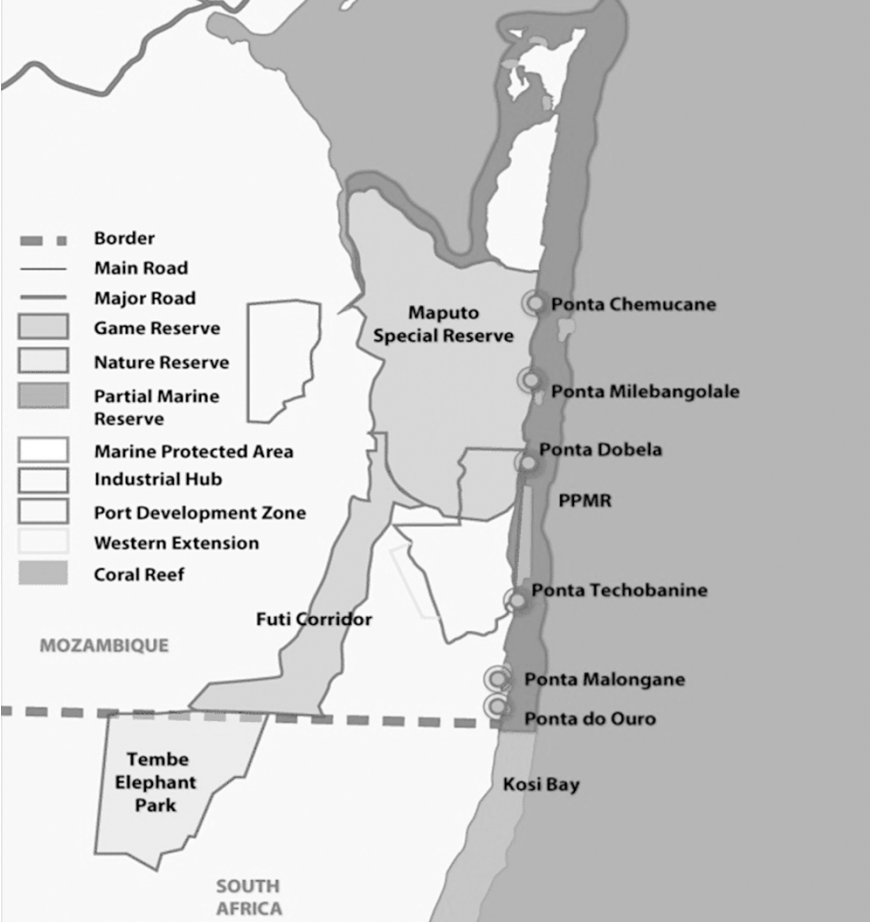 Border
Main Road
Major Road
Game Reserve
Nature Reserve
Partial Marine
Reserve
Marine Protected Area
Industrial Hub
Port Development Zone
Western Extension
Coral Reef
Maputo
Special Reserve
Ponta Chemucane
Ponta Milebangolale
Ponta Dobela
PPMR
Ponta Techobanine
Futi Corridor
MOZAMBIQUE
Ponta Malongane
Ponta do Ouro
Tembe
Elephant
Park
Kosi Bay
SOUTH
AFRICA